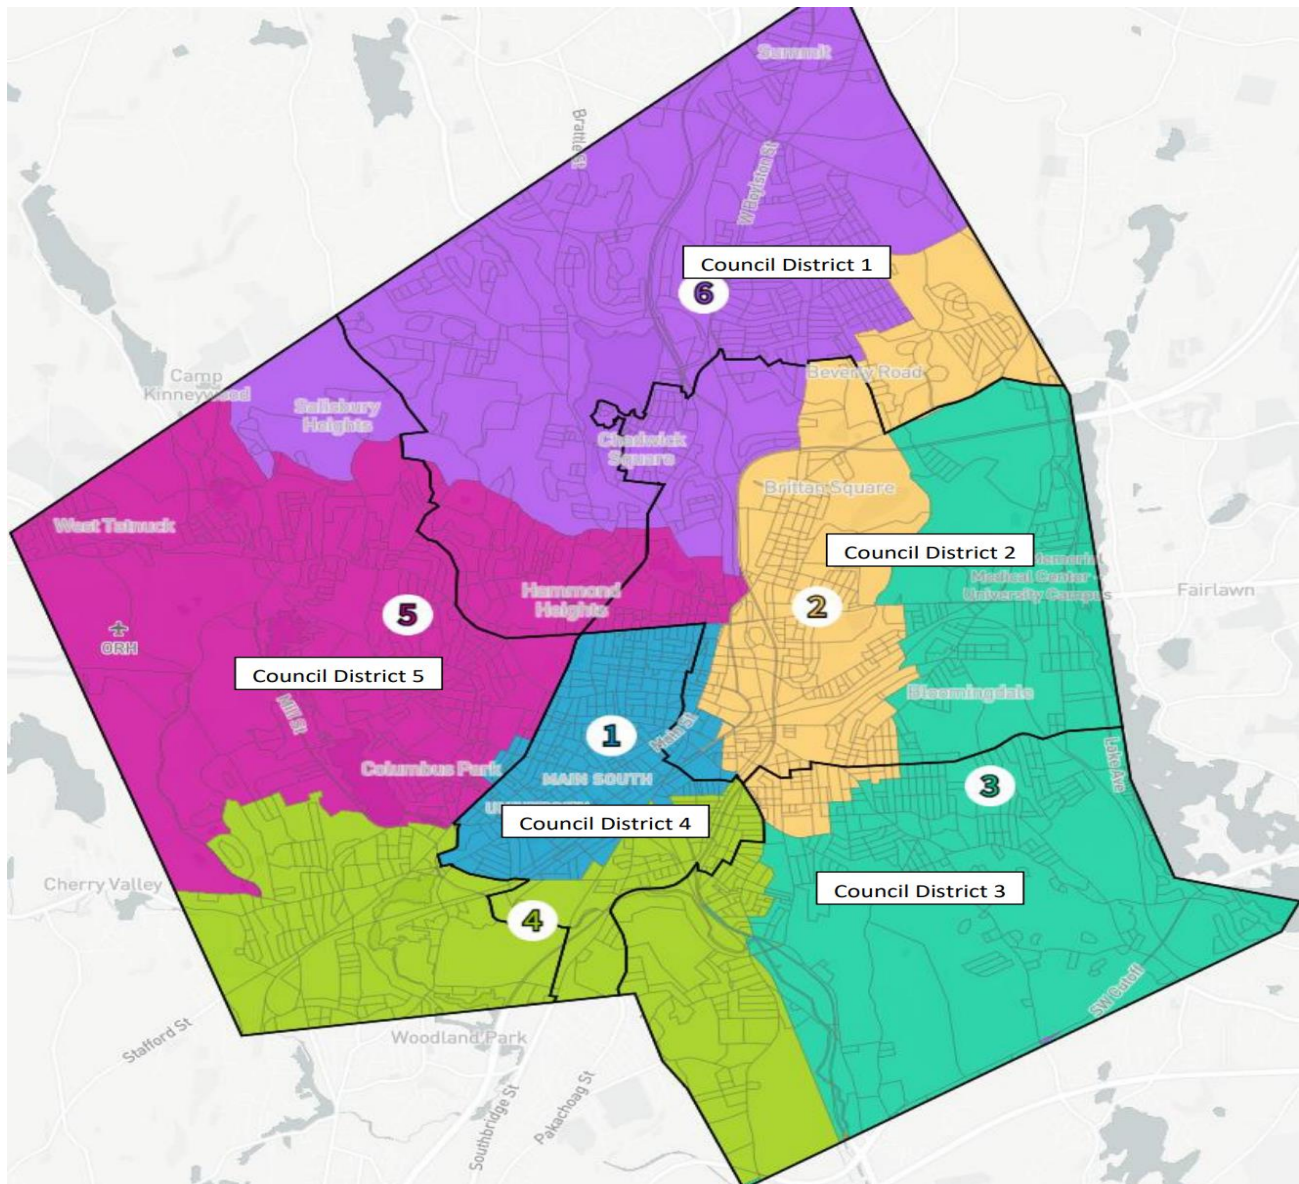 Summit
Brattle St
W Boylston St
Council District 1
6
Camp
Kinneywood
Salisbury
Heights
Beverly Road
Chadwick
Square
Brittan Square
West Tatnuck
Council District 2
Memorial
Medical Center -
University Campus
Fairlawn
Hammond
Heights
5
2
ORH
Council District 5
Bloomingdale
Mill St
1
Main St
Lake Ave
Columbus Park
MAIN SOUTH
3
Council District 4
Cherry Valley
Council District 3
4
SW Cutoff
Stafford St
Woodland Park
Southbridge St
Pakachoag St